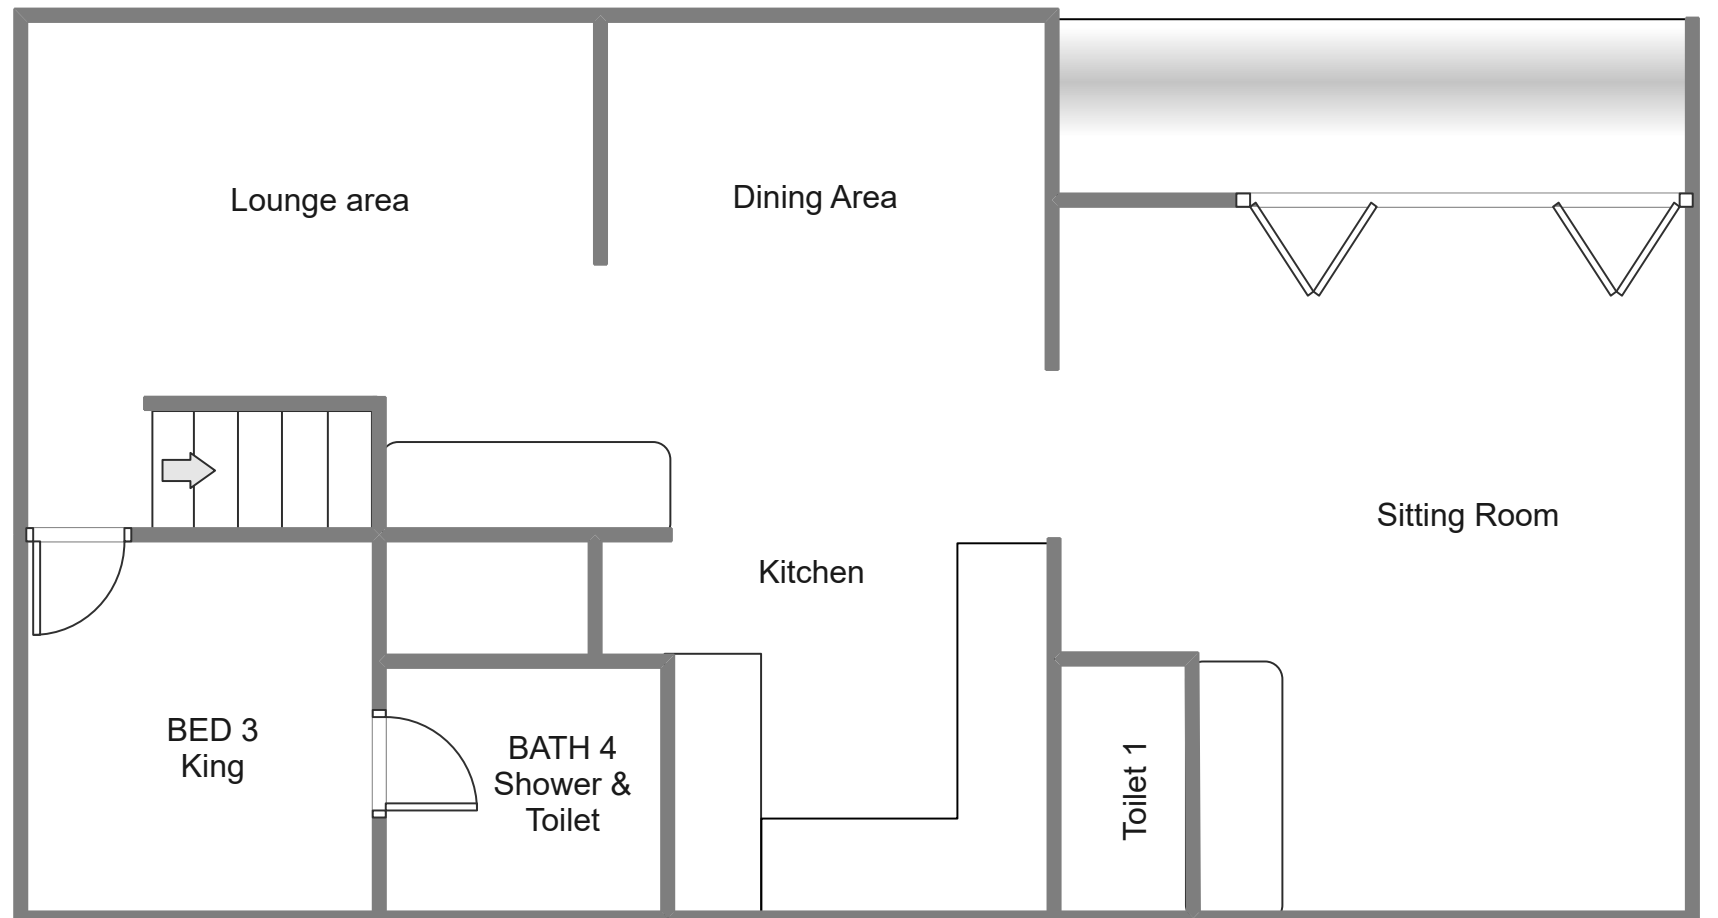 Lounge area
Dining Area
Sitting Room
Kitchen
BED 3
King
BATH 4
Shower &
Toilet
Toilet 1